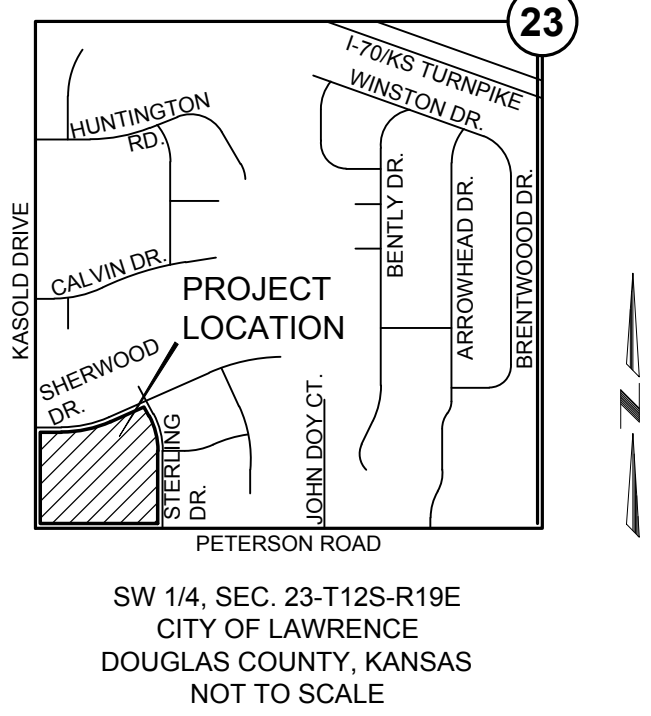 23
I-70/KS TURNPIKE
WINSTON DR.
HUNTINGTON
RD.
KASOLD DRIVE
BENTLY DR.
ARROWHEAD DR.
BRENTWOOOD DR.
CALVIN DR.
PROJECT
LOCATION
SHERWOOD
DR.
STERLING
DR.
JOHN DOY CT.
N
PETERSON ROAD
SW 1/4, SEC. 23-T12S-R19E
CITY OF LAWRENCE
DOUGLAS COUNTY, KANSAS
NOT TO SCALE